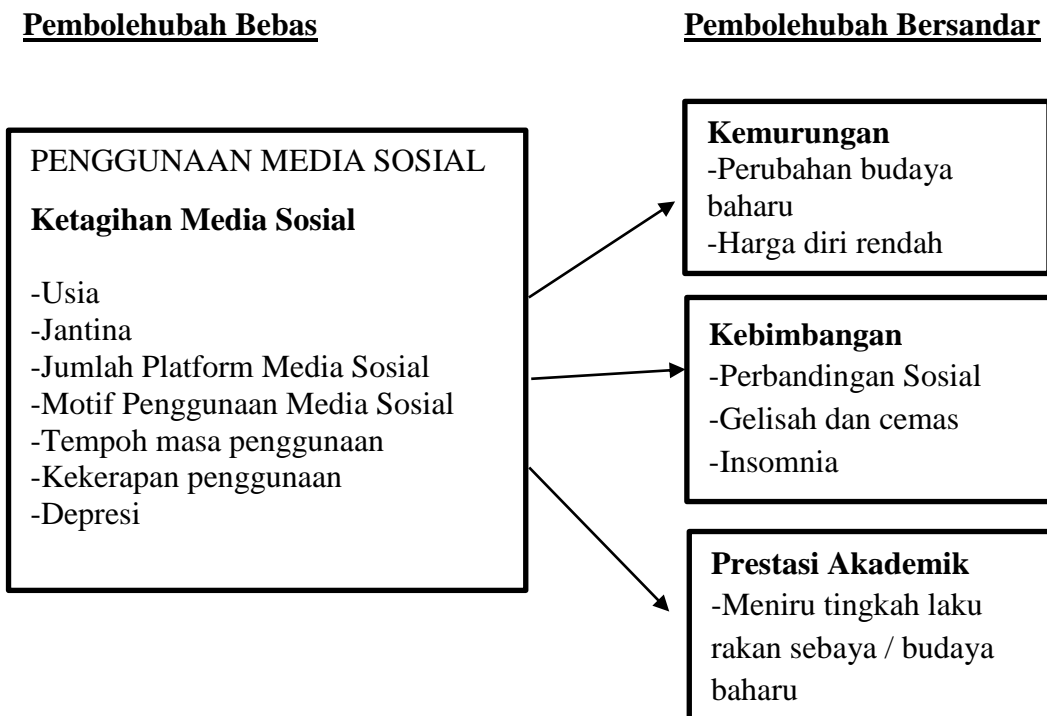 Pembolehubah Bebas
Pembolehubah Bersandar
PENGGUNAAN MEDIA SOSIAL
Ketagihan Media Sosial
-Usia
-Jantina
-Jumlah Platform Media Sosial
-Motif Penggunaan Media Sosial
-Tempoh masa penggunaan
-Kekerapan penggunaan
-Depresi
Kemurungan
-Perubahan budaya
baharu
-Harga diri rendah
Kebimbangan
-Perbandingan Sosial
-Gelisah dan cemas
-Insomnia
Prestasi Akademik
-Meniru tingkah laku
rakan sebaya / budaya
baharu